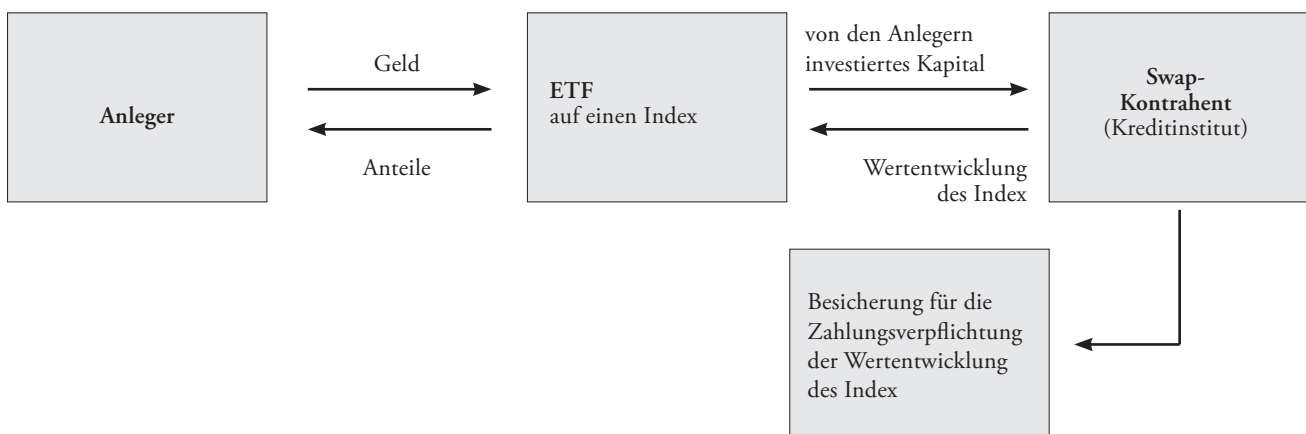 Anleger
Geld
Anteile
ETF
auf einen Index
von den Anlegern
investiertes Kapital
Wertentwicklung
des Index
Swap-
Kontrahent
(Kreditinstitut)
Besicherung für die
Zahlungsverpflichtung
der Wertentwicklung
des Index